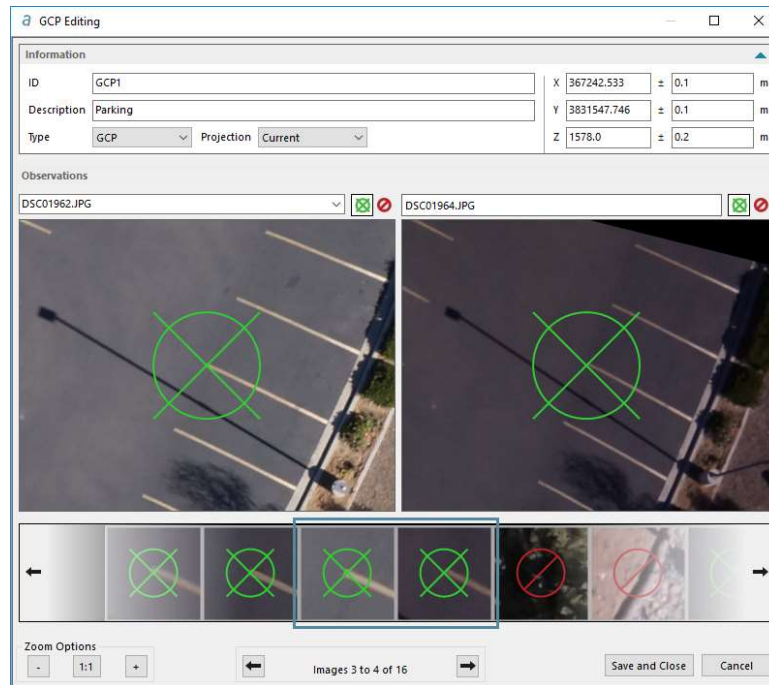 GCP Editing
Information
ID GCP1 X 367242.533 ± 0.1 m
Description Parking Y 3831547.746 ± 0.1 m
Type GCP Projection Current Z 1578.0 ± 0.2 m
Observations
DSC01962.JPG DSC01964.JPG
Zoom Options
- 1:1 + Images 3 to 4 of 16 Save and Close Cancel